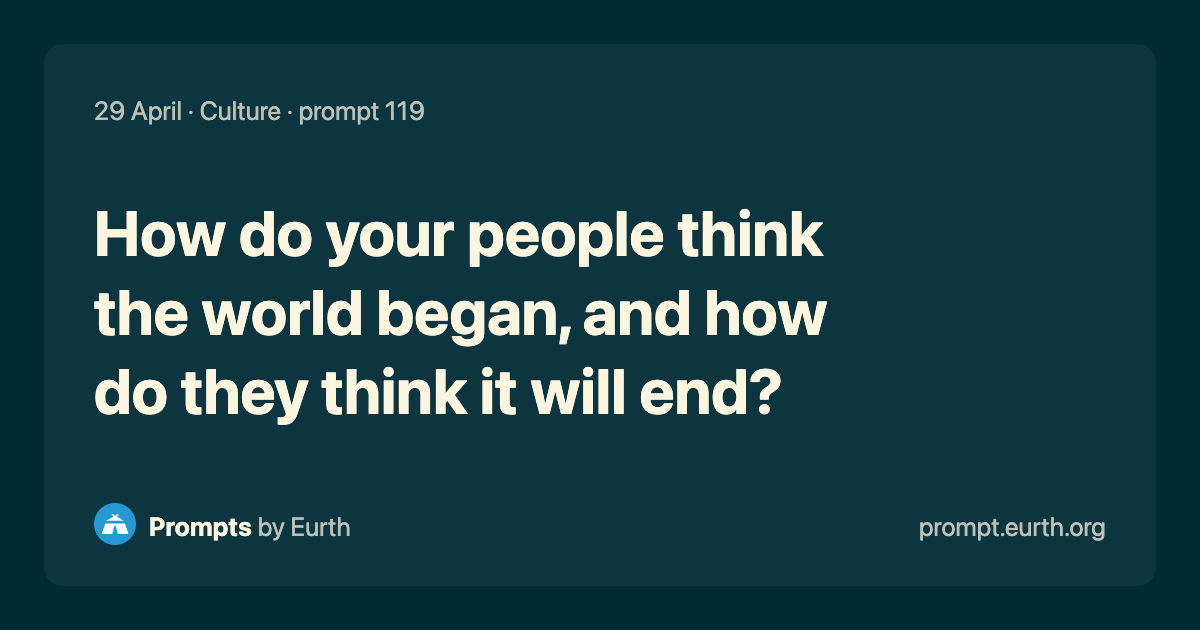 29 April · Culture · prompt 119
How do your people think
the world began, and how
do they think it will end?
Prompts by Eurth
prompt.eurth.org